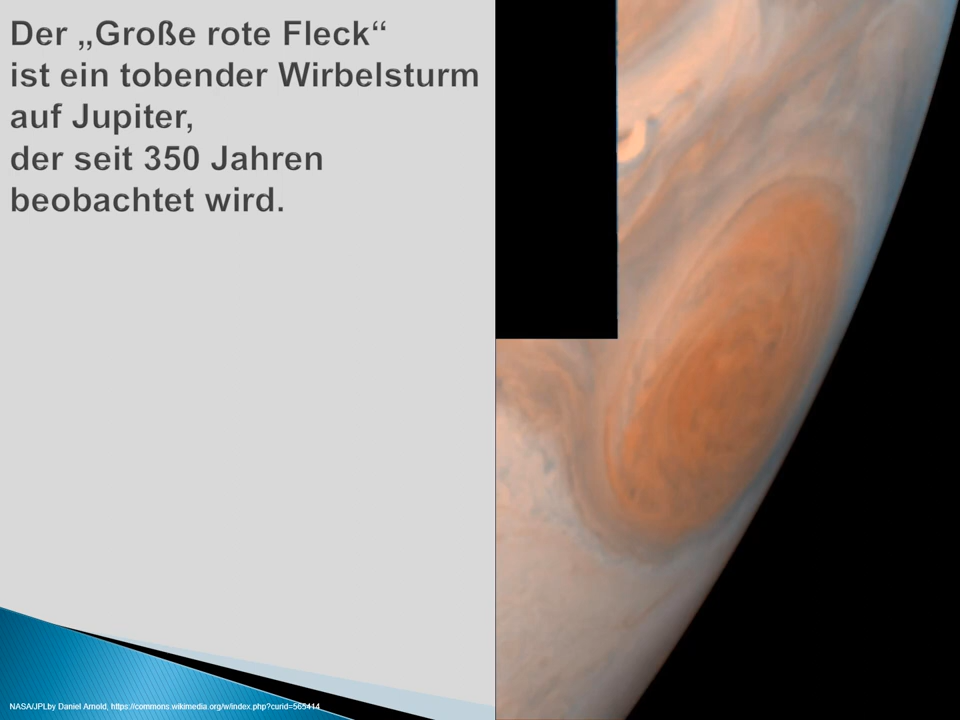 Der „Große rote Fleck“
ist ein tobender Wirbelsturm
auf Jupiter,
der seit 350 Jahren
beobachtet wird.
NASA/JPLby Daniel Arnold, https://commons.wikimedia.org/w/index.php?curid=565414